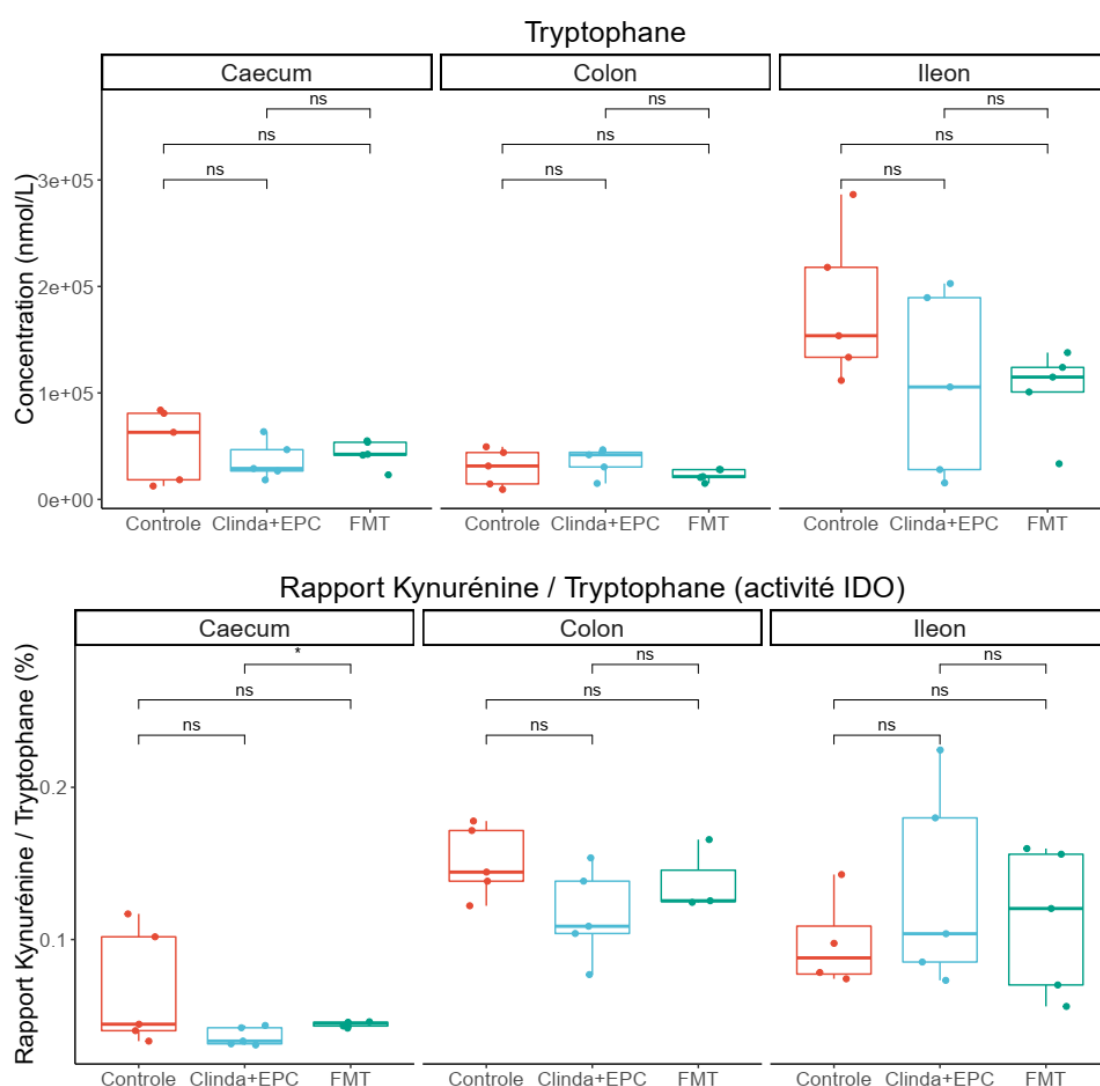 Tryptophane
Caecum Colon Ileon
ns ns ns
ns ns ns
ns ns ns
Concentration (nmol/L)
3e+05
2e+05
1e+05
0e+00
Controle Clinda+EPC FMT Controle Clinda+EPC FMT Controle Clinda+EPC FMT
Rapport Kynurénine / Tryptophane (activité IDO)
Caecum Colon Ileon
* ns ns
ns ns ns
ns ns ns
Rapport Kynurénine / Tryptophane (%)
0.2
0.1
Controle Clinda+EPC FMT Controle Clinda+EPC FMT Controle Clinda+EPC FMT